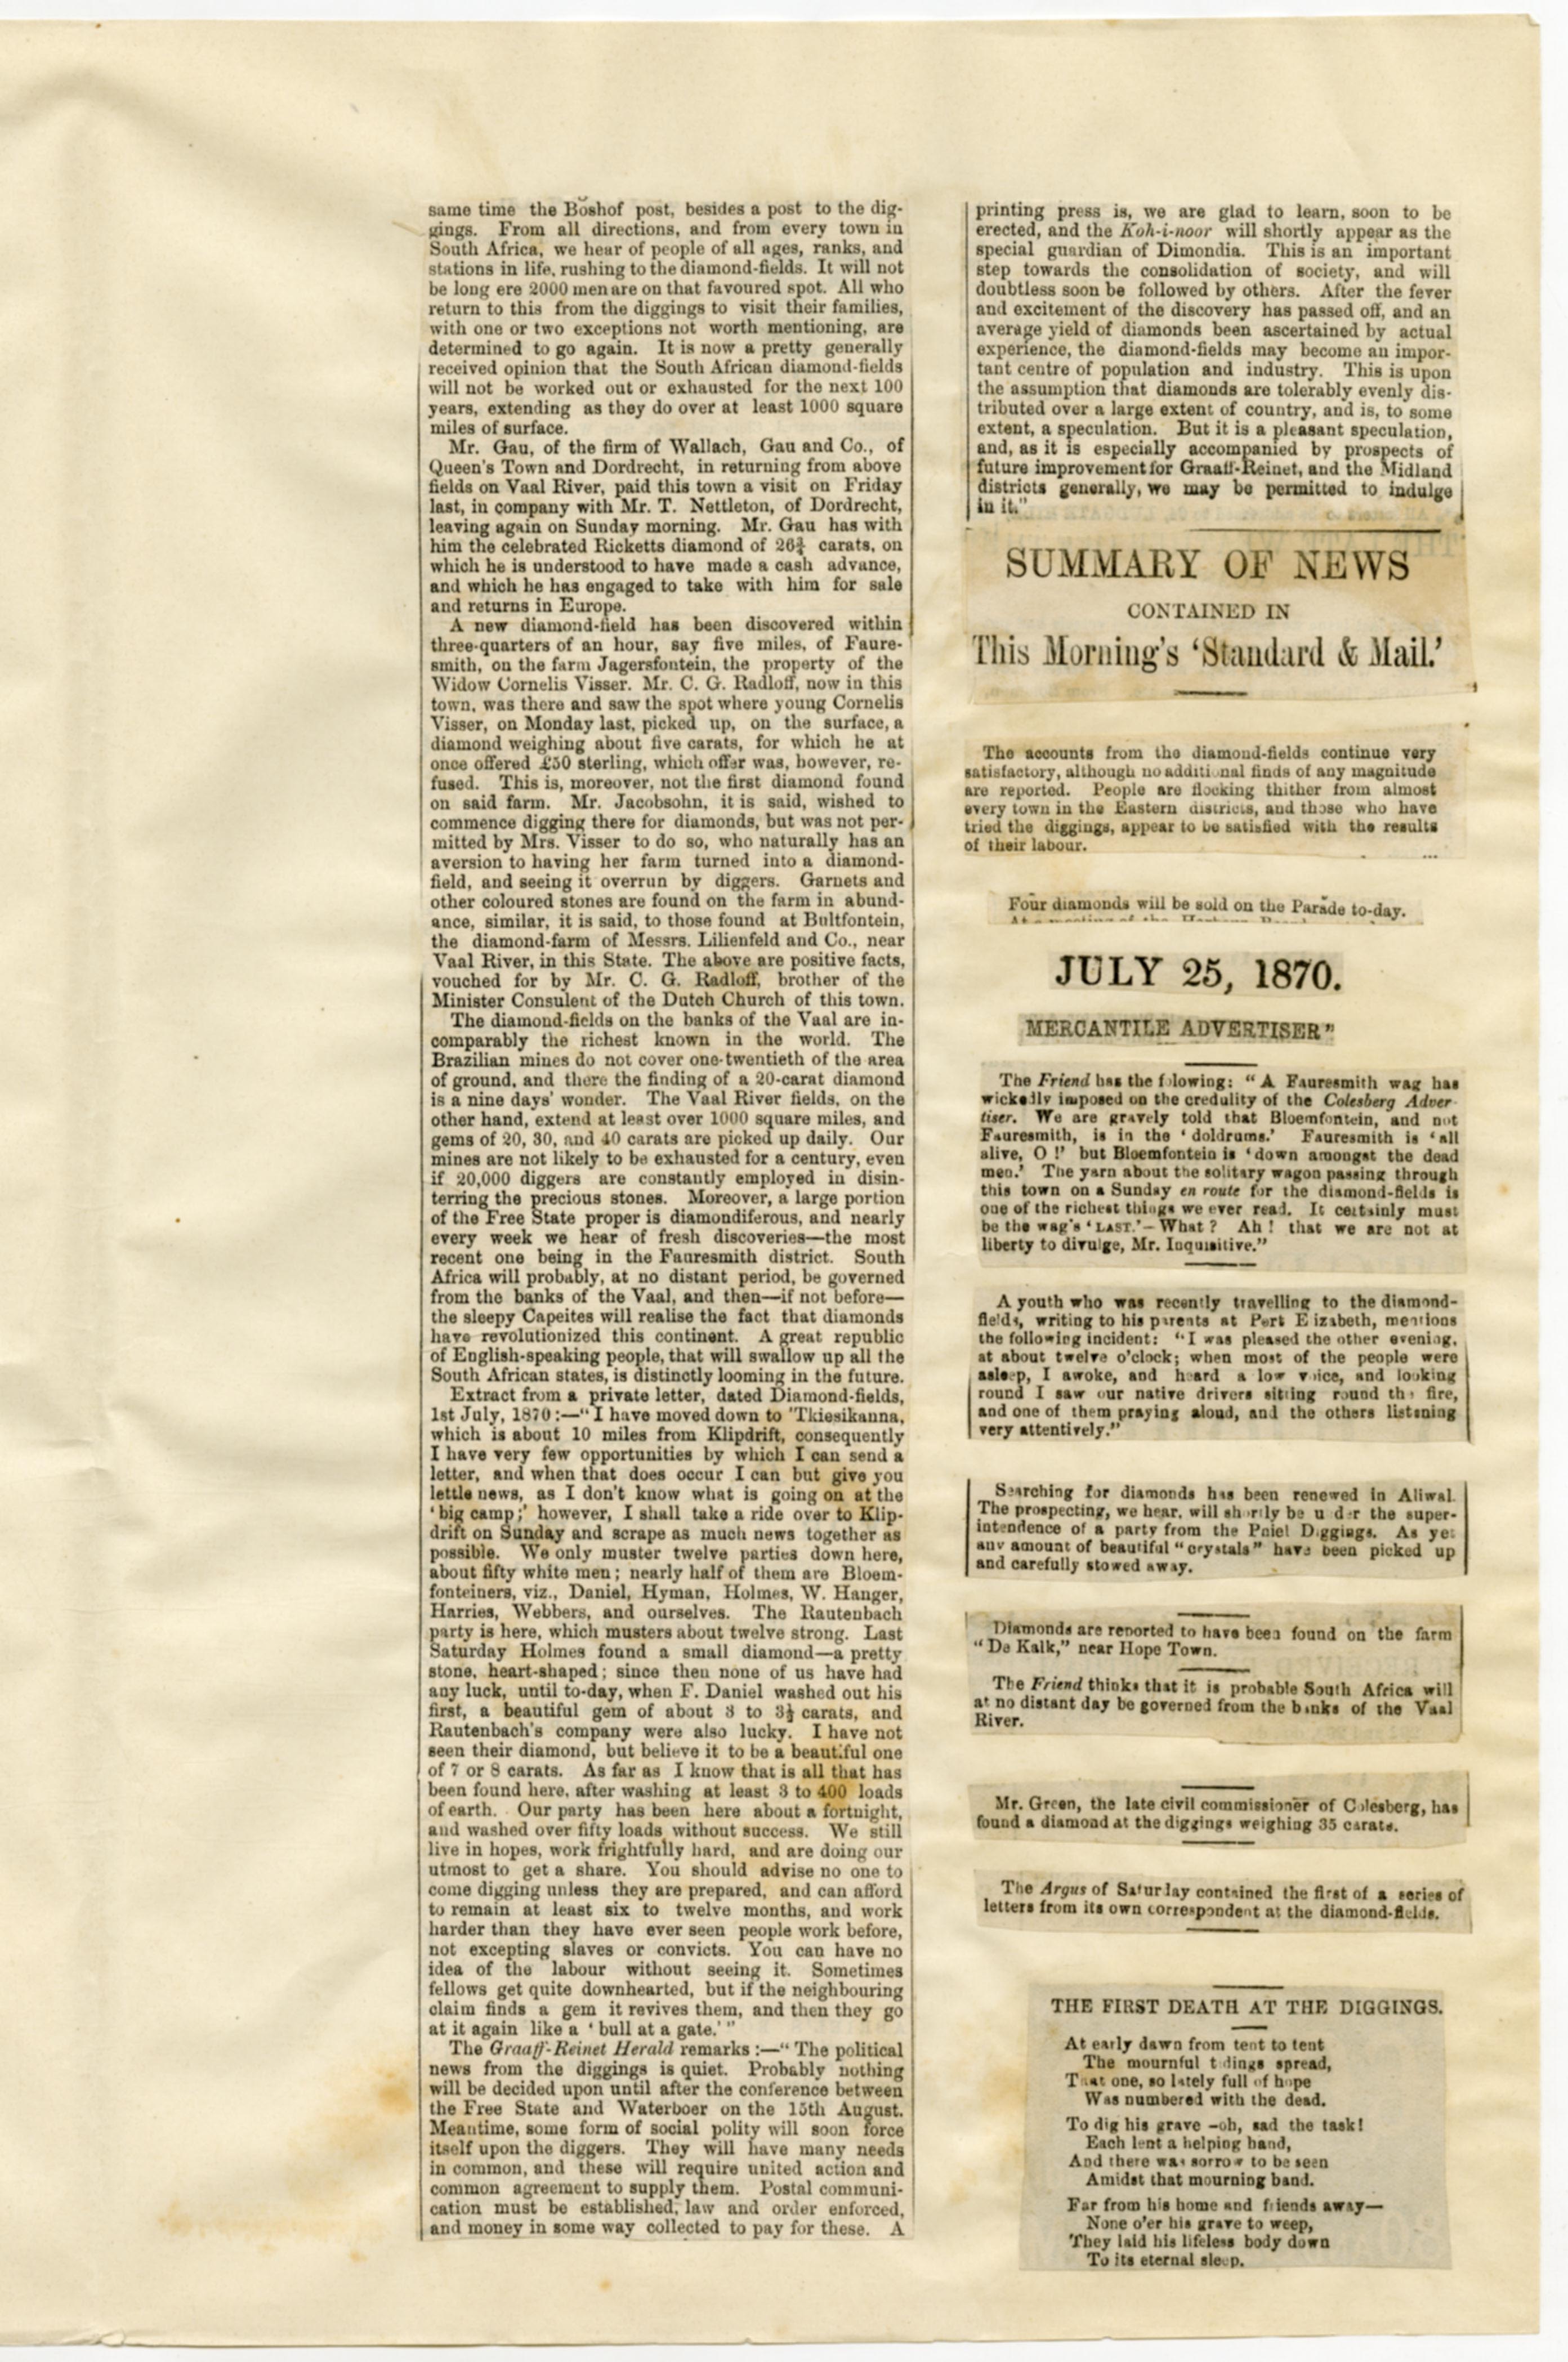 same time the Boshof post, besides a post to the dig-
gings. From all directions, and from every town in
South Africa, we hear of people of all ages, ranks, and
stations in life, rushing to the diamond-fields. It will not
be long ere 2000 men are on that favoured spot. All who
return to this from the diggings to visit their families,
with one or two exceptions not worth mentioning, are
determined to go again. It is now a pretty generally
received opinion that the South African diamond-fields
will not be worked out or exhausted for the next 100
years, extending as they do over at least 1000 square
miles of surface.
Mr. Gau, of the firm of Wallach, Gau and Co., of
Queen's Town and Dordrecht, in returning from above
fields on Vaal River, paid this town a visit on Friday
last, in company with Mr. T. Nettleton, of Dordrecht,
leaving again on Sunday morning. Mr. Gau has with
him the celebrated Ricketts diamond of 26¾ carats, on
which he is understood to have made a cash advance,
and which he has engaged to take with him for sale
and returns in Europe.
A new diamond-field has been discovered within
three-quarters of an hour, say five miles, of Faure-
smith, on the farm Jagersfontein, the property of the
Widow Cornelis Visser. Mr. C. G. Radloff, now in this
town, was there and saw the spot where young Cornelis
Visser, on Monday last, picked up, on the surface, a
diamond weighing about five carats, for which he at
once offered £50 sterling, which offer was, however, re-
fused. This is, moreover, not the first diamond found
on said farm. Mr. Jacobsohn, it is said, wished to
commence digging there for diamonds, but was not per-
mitted by Mrs. Visser to do so, who naturally has an
aversion to having her farm turned into a diamond-
field, and seeing it overrun by diggers. Garnets and
other coloured stones are found on the farm in abund-
ance, similar, it is said, to those found at Bultfontein,
the diamond-farm of Messrs. Lilienfeld and Co., near
Vaal River, in this State. The above are positive facts,
vouched for by Mr. C. G. Radloff, brother of the
Minister Consulent of the Dutch Church of this town.
The diamond-fields on the banks of the Vaal are in-
comparably the richest known in the world. The
Brazilian mines do not cover one-twentieth of the area
of ground, and there the finding of a 20-carat diamond
is a nine days' wonder. The Vaal River fields, on the
other hand, extend at least over 1000 square miles, and
gems of 20, 30, and 40 carats are picked up daily. Our
mines are not likely to be exhausted for a century, even
if 20,000 diggers are constantly employed in disin-
terring the precious stones. Moreover, a large portion
of the Free State proper is diamondiferous, and nearly
every week we hear of fresh discoveries—the most
recent one being in the Fauresmith district. South
Africa will probably, at no distant period, be governed
from the banks of the Vaal, and then—if not before—
the sleepy Capeites will realise the fact that diamonds
have revolutionized this continent. A great republic
of English-speaking people, that will swallow up all the
South African states, is distinctly looming in the future.
Extract from a private letter, dated Diamond-fields,
1st July, 1870:—"I have moved down to 'Tkiesikanna,
which is about 10 miles from Klipdrift, consequently
I have very few opportunities by which I can send a
letter, and when that does occur I can but give you
lettle news, as I don't know what is going on at the
'big camp;' however, I shall take a ride over to Klip-
drift on Sunday and scrape as much news together as
possible. We only muster twelve parties down here,
about fifty white men; nearly half of them are Bloem-
fonteiners, viz., Daniel, Hyman, Holmes, W. Hanger,
Harries, Webbers, and ourselves. The Rautenbach
party is here, which musters about twelve strong. Last
Saturday Holmes found a small diamond—a pretty
stone, heart-shaped; since then none of us have had
any luck, until to-day, when F. Daniel washed out his
first, a beautiful gem of about 3 to 3½ carats, and
Rautenbach's company were also lucky. I have not
seen their diamond, but believe it to be a beautiful one
of 7 or 8 carats. As far as I know that is all that has
been found here, after washing at least 3 to 400 loads
of earth. Our party has been here about a fortnight,
and washed over fifty loads without success. We still
live in hopes, work frightfully hard, and are doing our
utmost to get a share. You should advise no one to
come digging unless they are prepared, and can afford
to remain at least six to twelve months, and work
harder than they have ever seen people work before,
not excepting slaves or convicts. You can have no
idea of the labour without seeing it. Sometimes
fellows get quite downhearted, but if the neighbouring
claim finds a gem it revives them, and then they go
at it again like a 'bull at a gate.'"
The Graaff-Reinet Herald remarks:—"The political
news from the diggings is quiet. Probably nothing
will be decided upon until after the conference between
the Free State and Waterboer on the 15th August.
Meantime, some form of social polity will soon force
itself upon the diggers. They will have many needs
in common, and these will require united action and
common agreement to supply them. Postal communi-
cation must be established, law and order enforced,
and money in some way collected to pay for these. A
printing press is, we are glad to learn, soon to be
erected, and the Koh-i-noor will shortly appear as the
special guardian of Dimondia. This is an important
step towards the consolidation of society, and will
doubtless soon be followed by others. After the fever
and excitement of the discovery has passed off, and an
average yield of diamonds been ascertained by actual
experience, the diamond-fields may become an impor-
tant centre of population and industry. This is upon
the assumption that diamonds are tolerably evenly dis-
tributed over a large extent of country, and is, to some
extent, a speculation. But it is a pleasant speculation,
and, as it is especially accompanied by prospects of
future improvement for Graaff-Reinet, and the Midland
districts generally, we may be permitted to indulge
in it."
SUMMARY OF NEWS
CONTAINED IN
This Morning's 'Standard & Mail.'
The accounts from the diamond-fields continue very
satisfactory, although no additional finds of any magnitude
are reported. People are flocking thither from almost
every town in the Eastern districts, and those who have
tried the diggings, appear to be satisfied with the results
of their labour.
Four diamonds will be sold on the Parade to-day.
JULY 25, 1870.
MERCANTILE ADVERTISER"
The Friend has the folowing: "A Fauresmith wag has
wickedly imposed on the credulity of the Colesberg Adver-
tiser. We are gravely told that Bloemfontein, and not
Fauresmith, is in the 'doldrums.' Fauresmith is 'all
alive, O!' but Bloemfontein is 'down amongst the dead
men.' The yarn about the solitary wagon passing through
this town on a Sunday en route for the diamond-fields is
one of the richest things we ever read. It certainly must
be the wag's 'LAST.'—What? Ah! that we are not at
liberty to divulge, Mr. Inquisitive."
A youth who was recently travelling to the diamond-
fields, writing to his parents at Port Elizabeth, mentions
the following incident: "I was pleased the other evening,
at about twelve o'clock; when most of the people were
asleep, I awoke, and heard a low voice, and looking
round I saw our native drivers sitting round the fire,
and one of them praying aloud, and the others listening
very attentively."
Searching for diamonds has been renewed in Aliwal.
The prospecting, we hear, will shortly be under the super-
intendence of a party from the Pniel Diggings. As yet
any amount of beautiful "crystals" have been picked up
and carefully stowed away.
Diamonds are reported to have been found on the farm
"De Kalk," near Hope Town.
The Friend thinks that it is probable South Africa will
at no distant day be governed from the banks of the Vaal
River.
Mr. Green, the late civil commissioner of Colesberg, has
found a diamond at the diggings weighing 35 carats.
The Argus of Saturday contained the first of a series of
letters from its own correspondent at the diamond-fields.
THE FIRST DEATH AT THE DIGGINGS.
At early dawn from tent to tent
The mournful tidings spread,
That one, so lately full of hope
Was numbered with the dead.
To dig his grave—oh, sad the task!
Each lent a helping hand,
And there was sorrow to be seen
Amidst that mourning band.
Far from his home and friends away—
None o'er his grave to weep,
They laid his lifeless body down
To its eternal sleep.